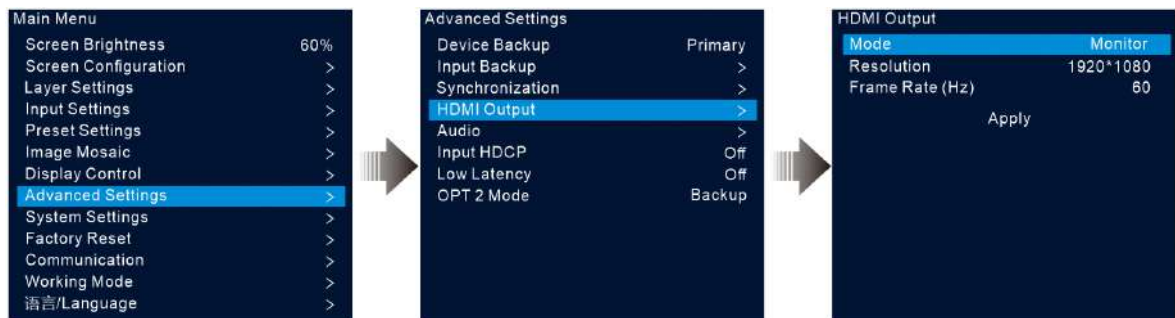 Main Menu
Screen Brightness 60%
Screen Configuration >
Layer Settings >
Input Settings >
Preset Settings >
Image Mosaic >
Display Control >
Advanced Settings >
System Settings >
Factory Reset >
Communication >
Working Mode >
语言/Language >
Advanced Settings
Device Backup Primary
Input Backup >
Synchronization >
HDMI Output >
Audio >
Input HDCP Off
Low Latency Off
OPT 2 Mode Backup
HDMI Output
Mode Monitor
Resolution 1920*1080
Frame Rate (Hz) 60
Apply